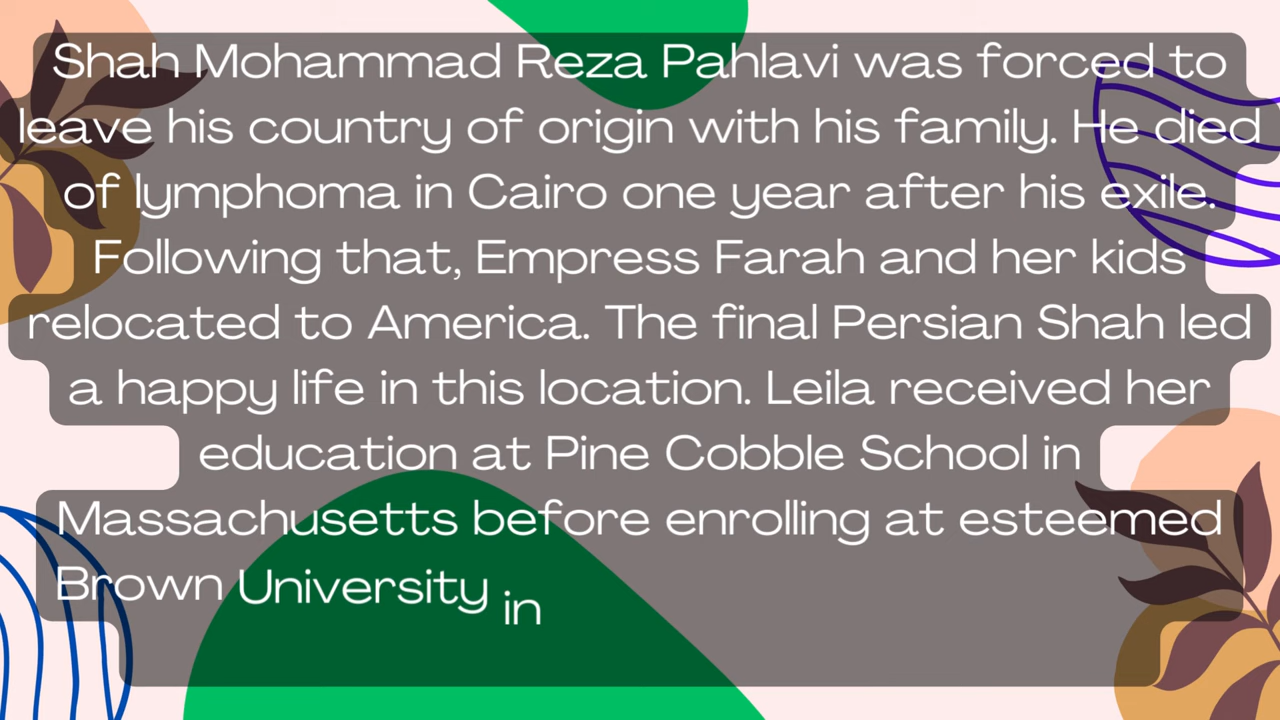 Shah Mohammad Reza Pahlavi was forced to
leave his country of origin with his family. He died
of lymphoma in Cairo one year after his exile.
Following that, Empress Farah and her kids
relocated to America. The final Persian Shah led
a happy life in this location. Leila received her
education at Pine Cobble School in
Massachusetts before enrolling at esteemed
Brown University in